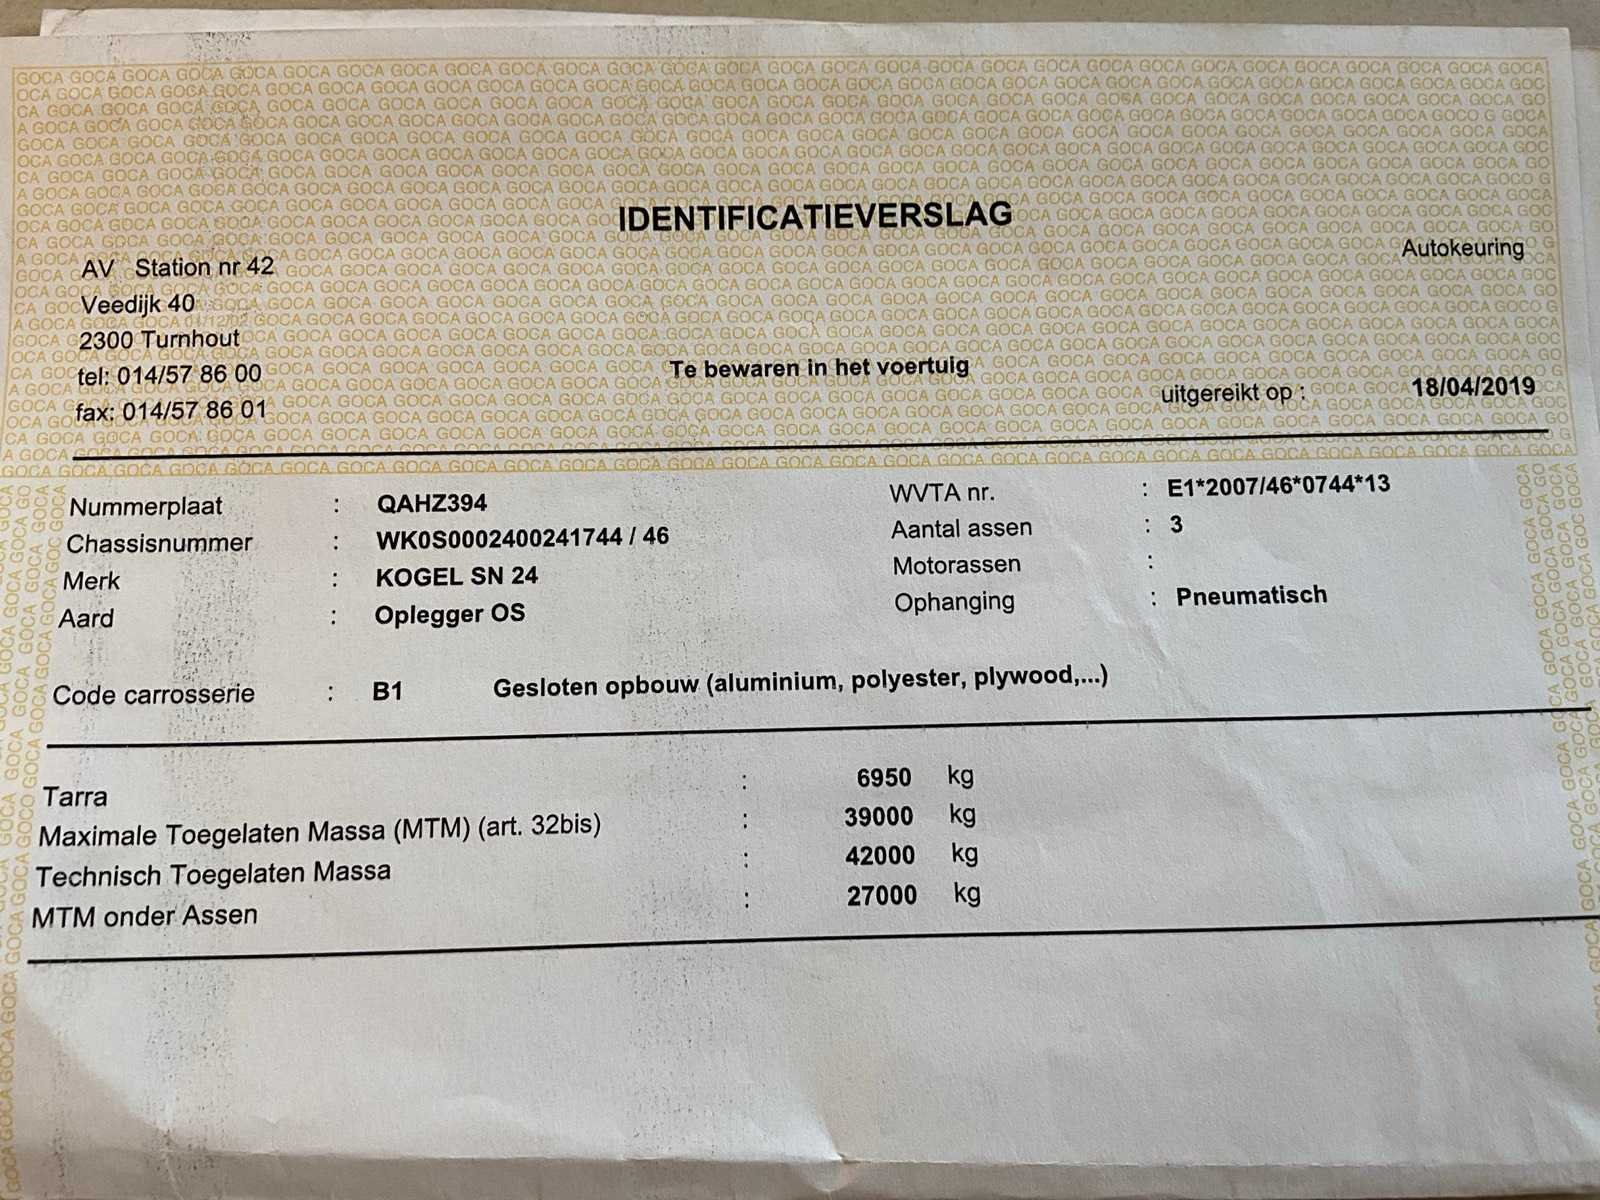 IDENTIFICATIEVERSLAG
Autokeuring
AV Station nr 42
Veedijk 40
2300 Turnhout
tel: 014/57 86 00
fax: 014/57 86 01
Te bewaren in het voertuig
uitgereikt op : 18/04/2019
Nummerplaat : QAHZ394
Chassisnummer : WK0S0002400241744 / 46
Merk : KOGEL SN 24
Aard : Oplegger OS
WVTA nr. : E1*2007/46*0744*13
Aantal assen : 3
Motorassen :
Ophanging : Pneumatisch
Code carrosserie : B1 Gesloten opbouw (aluminium, polyester, plywood,...)
Tarra : 6950 kg
Maximale Toegelaten Massa (MTM) (art. 32bis) : 39000 kg
Technisch Toegelaten Massa : 42000 kg
MTM onder Assen : 27000 kg